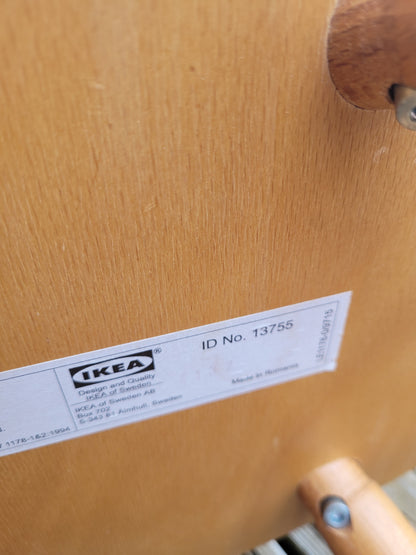 IKEA®
Design and Quality
IKEA of Sweden
IKEA of Sweden AB
Box 702
S-343 81 Älmhult, Sweden
1178-1&2-1994
ID No. 13755
Made in Romania